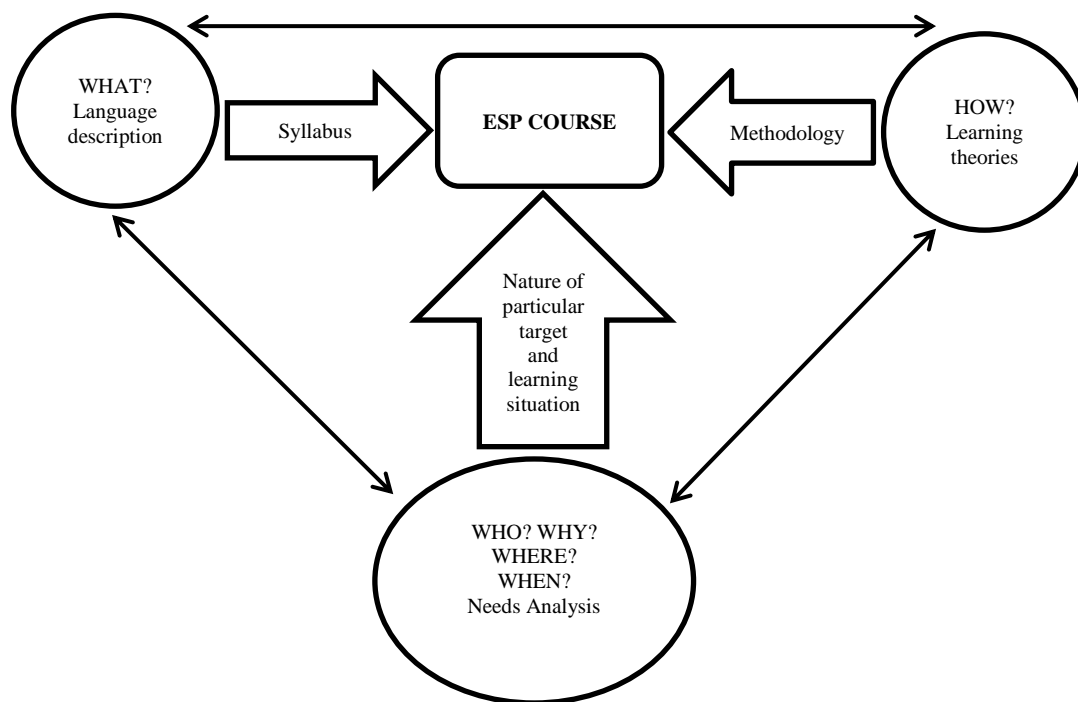 WHAT?
Language
description
Syllabus
ESP COURSE
Methodology
HOW?
Learning
theories
Nature of
particular
target
and
learning
situation
WHO? WHY?
WHERE?
WHEN?
Needs Analysis